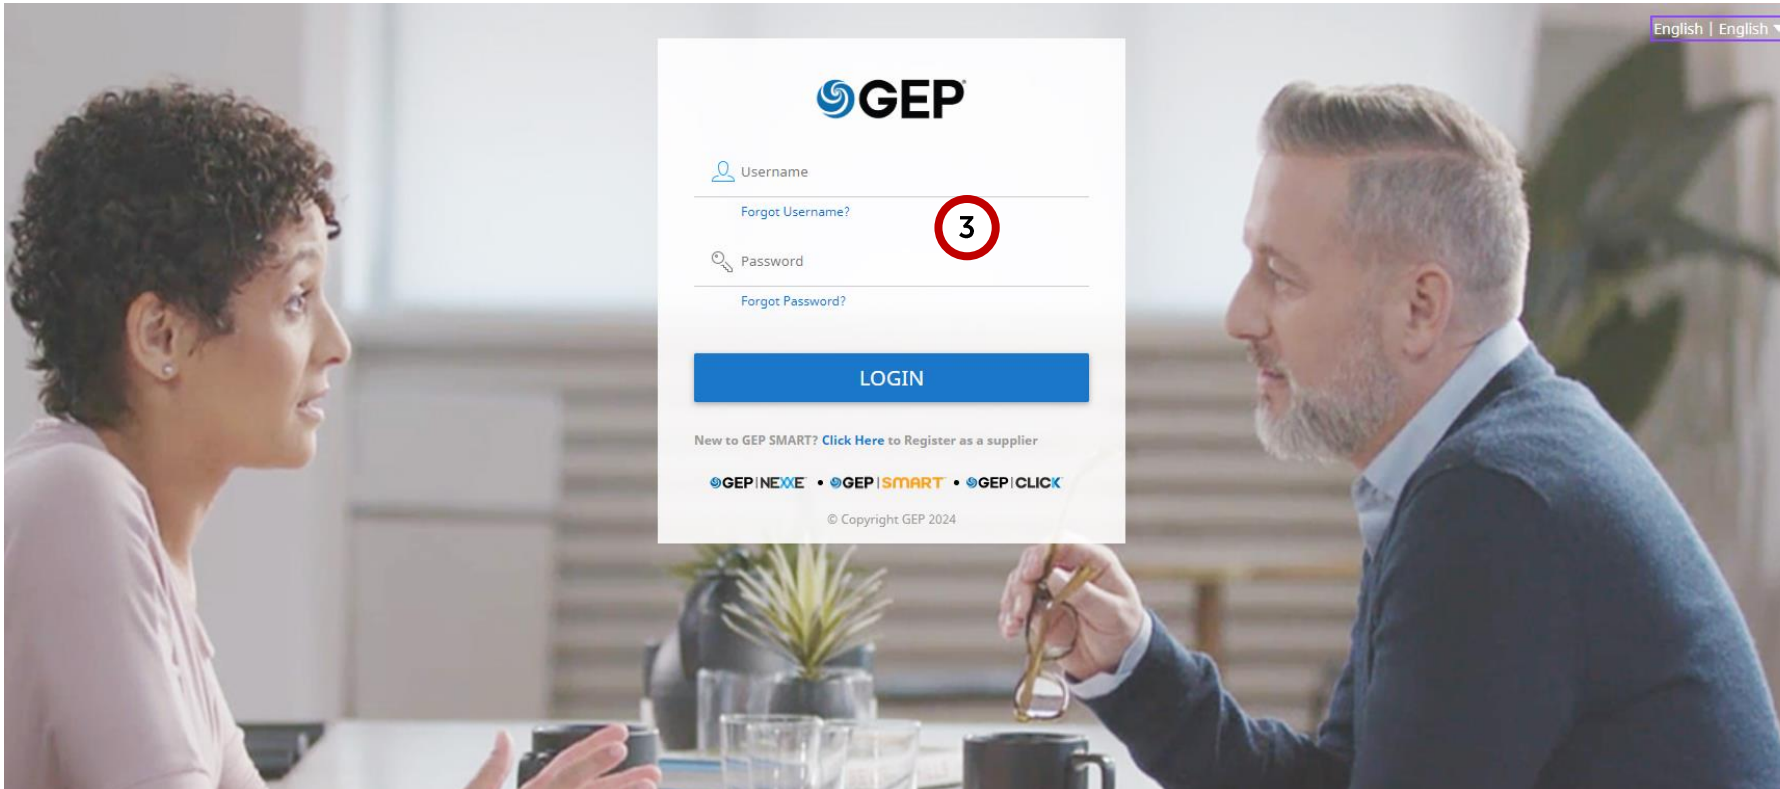 English | English
GEP
Username
Forgot Username?
3
Password
Forgot Password?
LOGIN
New to GEP SMART? Click Here to Register as a supplier
GEP | NEXXE • GEP | SMART • GEP | CLICK
© Copyright GEP 2024